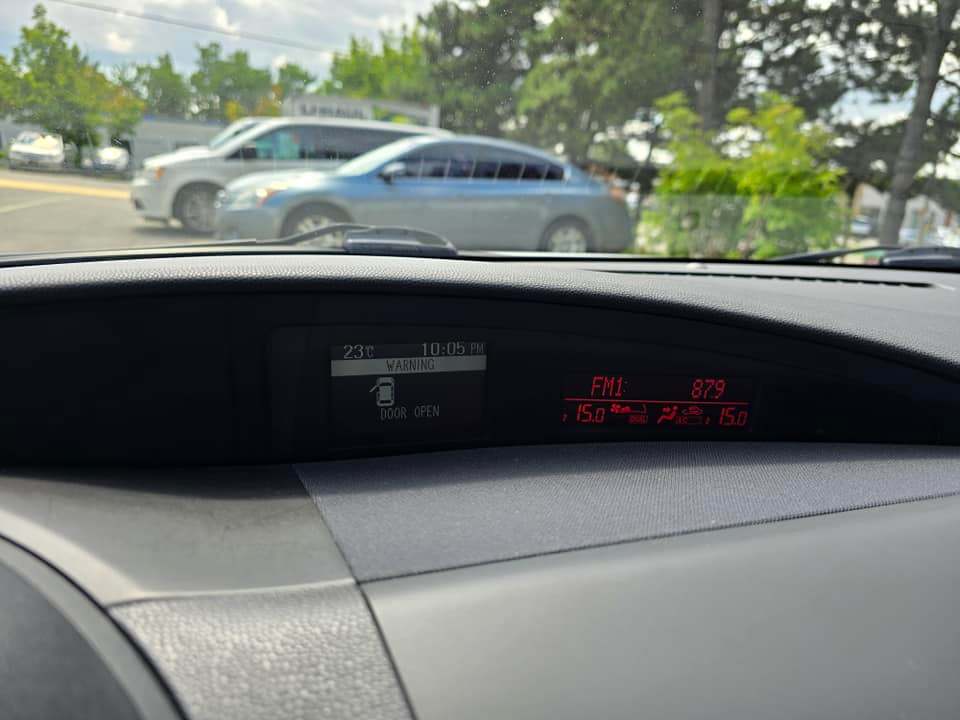 23℃ 10:05 PM
WARNING
DOOR OPEN
FM1 87.9
15.0 15.0